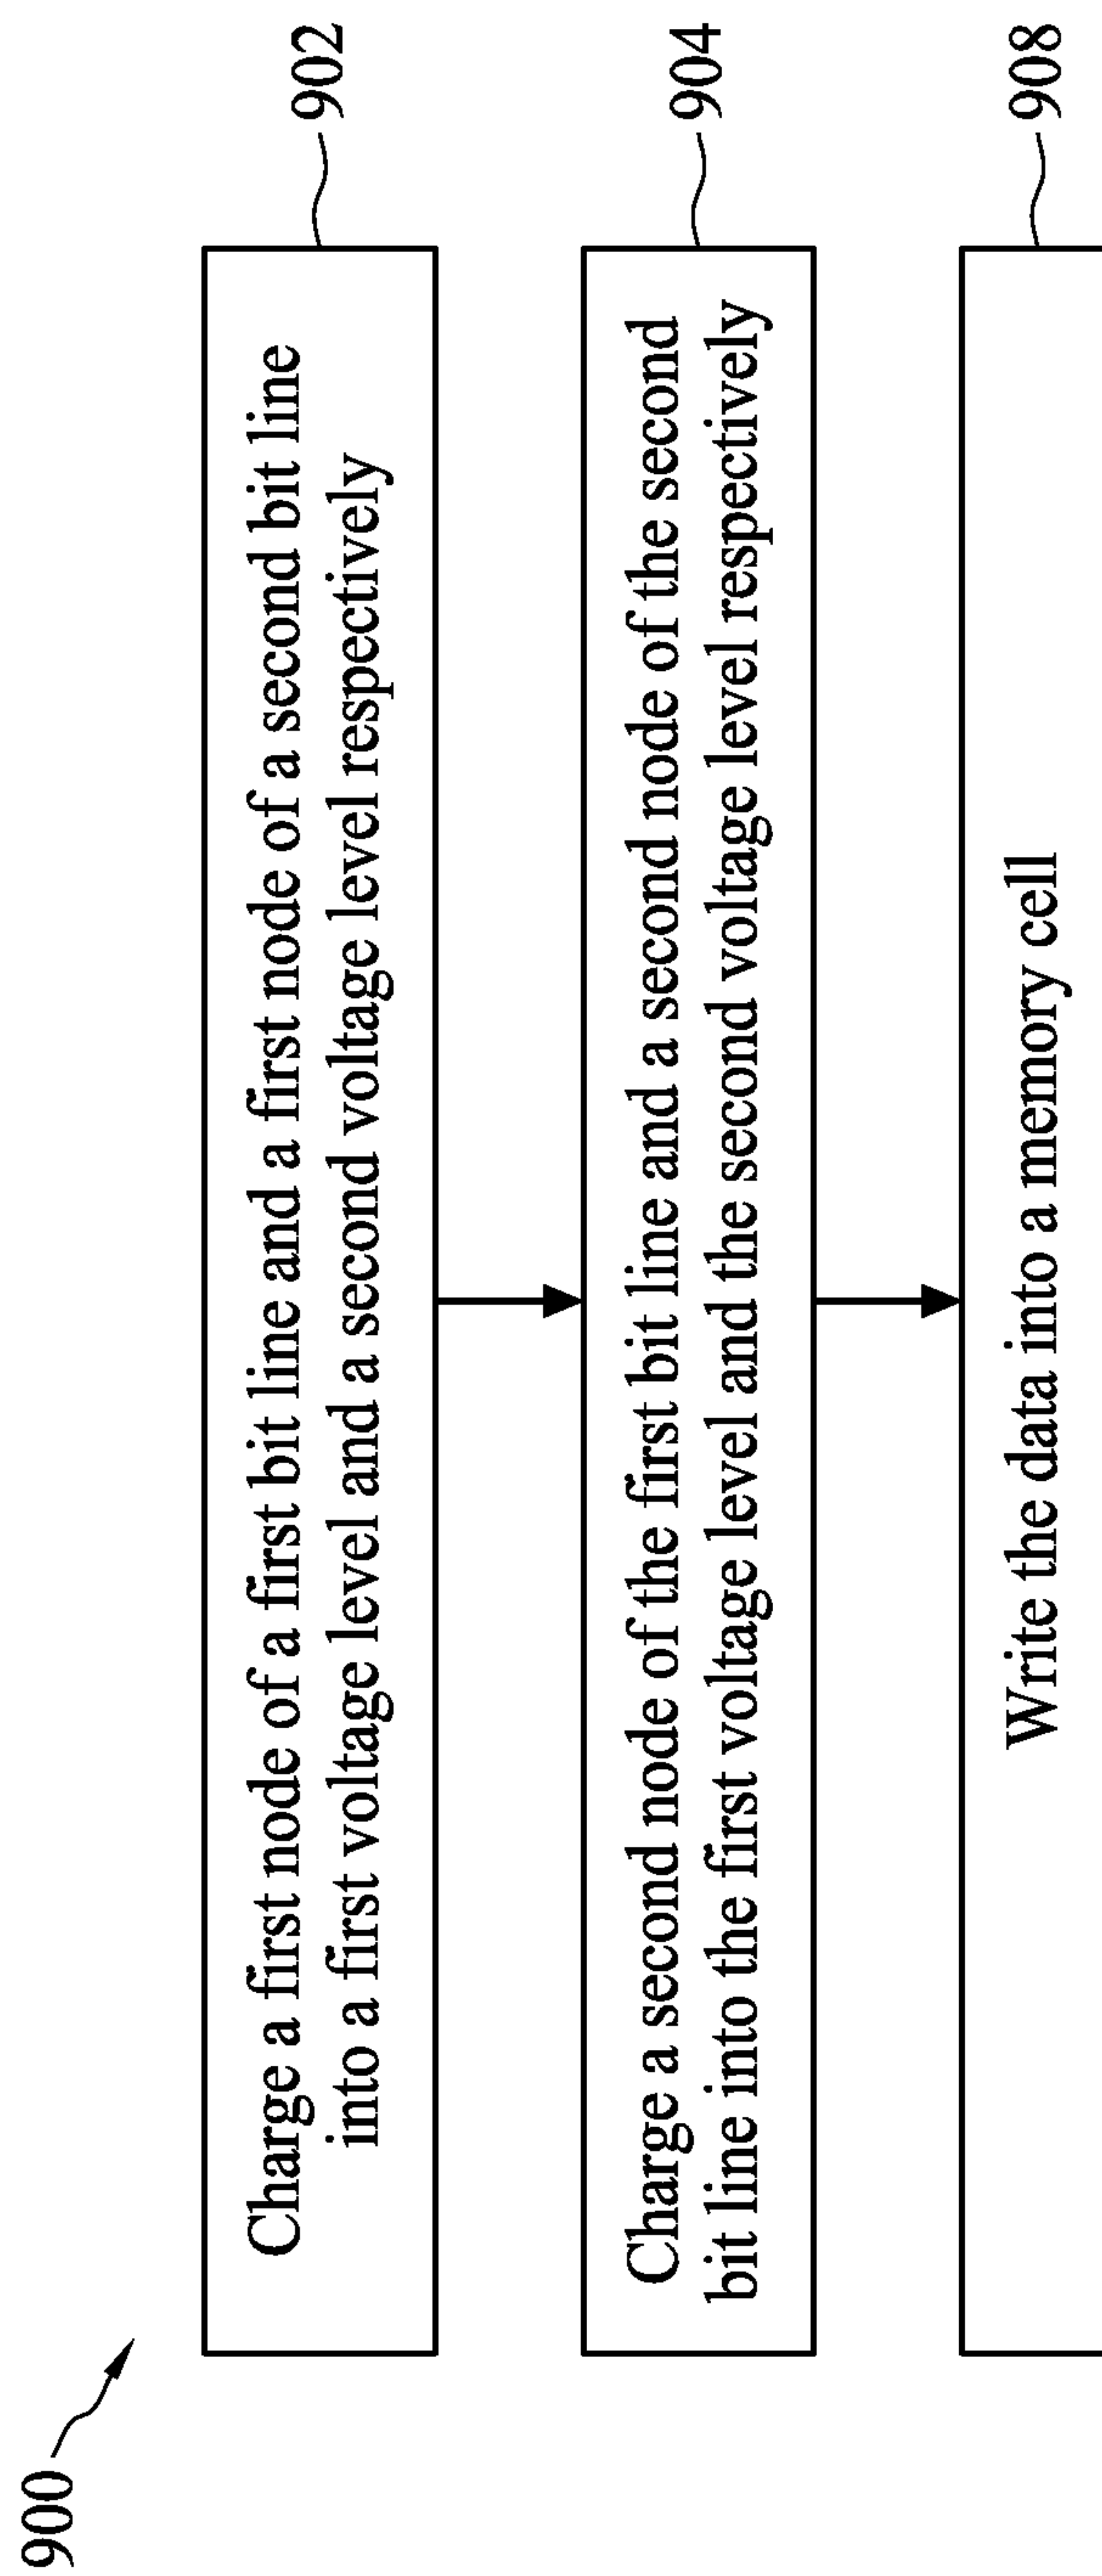 900
Charge a first node of a first bit line and a first node of a second bit line
into a first voltage level and a second voltage level respectively
902
Charge a second node of the first bit line and a second node of the second
bit line into the first voltage level and the second voltage level respectively
904
Write the data into a memory cell
908